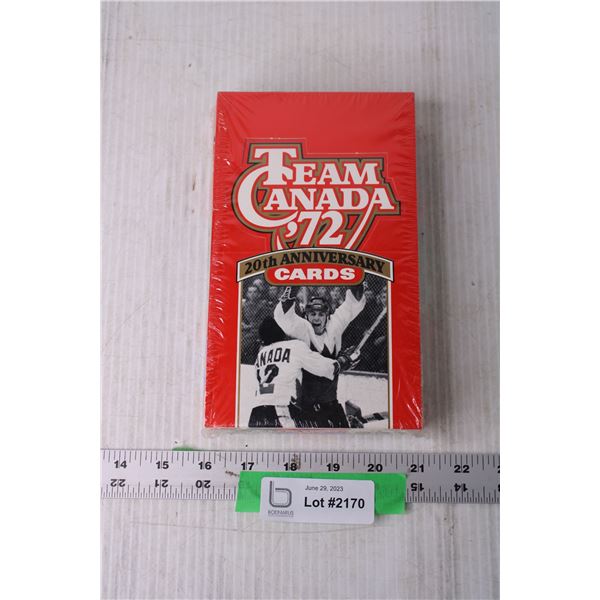 TEAM
CANADA
'72
20th ANNIVERSARY
CARDS
ANADA
12
14 15 16 17 18 19 20 21 22
22 20 15 14
June 29, 2023
Lot #2170